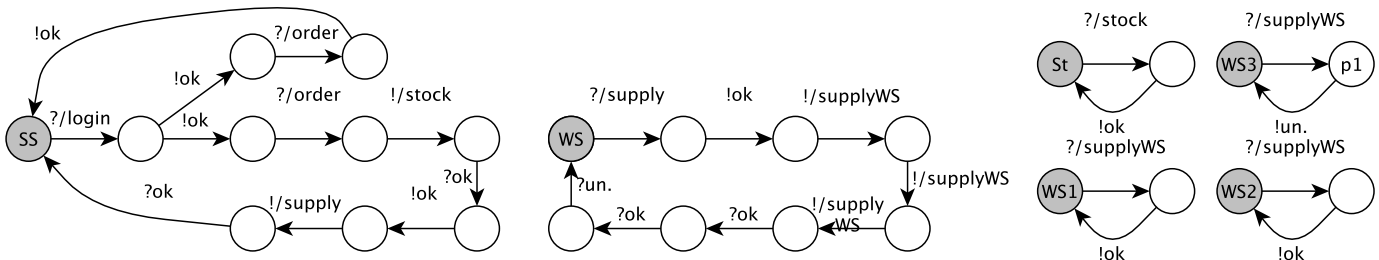 !ok
?/order
!ok
?/login
SS
!ok
?/order
!/stock
?ok
!ok
!/supply
?ok
?/supply
!ok
!/supplyWS
WS
!/supplyWS
?un.
?ok
?ok
!/supply
WS
?/stock
St
!ok
?/supplyWS
WS3
p1
!un.
?/supplyWS
WS1
!ok
?/supplyWS
WS2
!ok